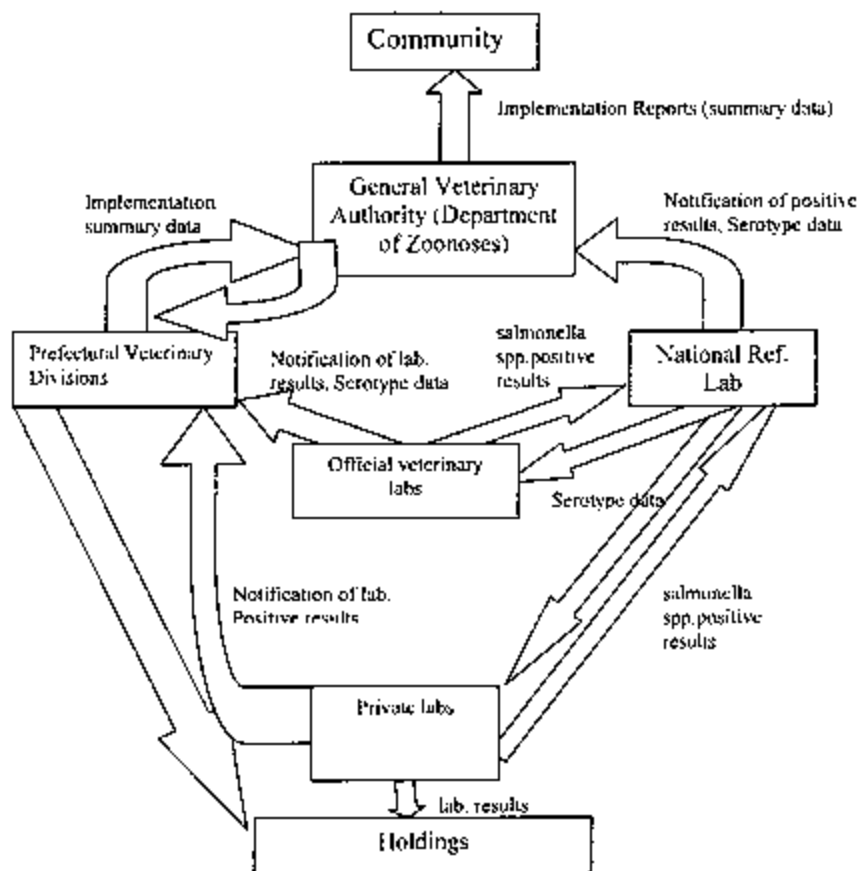 Community
Implementation Reports (summary data)
General Veterinary
Authority (Department
of Zoonoses)
Implementation
summary data
Notification of positive
results, Serotype data
Prefectural Veterinary
Divisions
Notification of lab.
results, Serotype data
salmonella
spp.positive
results
National Ref.
Lab
Official veterinary
labs
Serotype data
Notification of lab.
Positive results
salmonella
spp.positive
results
Private labs
lab. results
Holdings